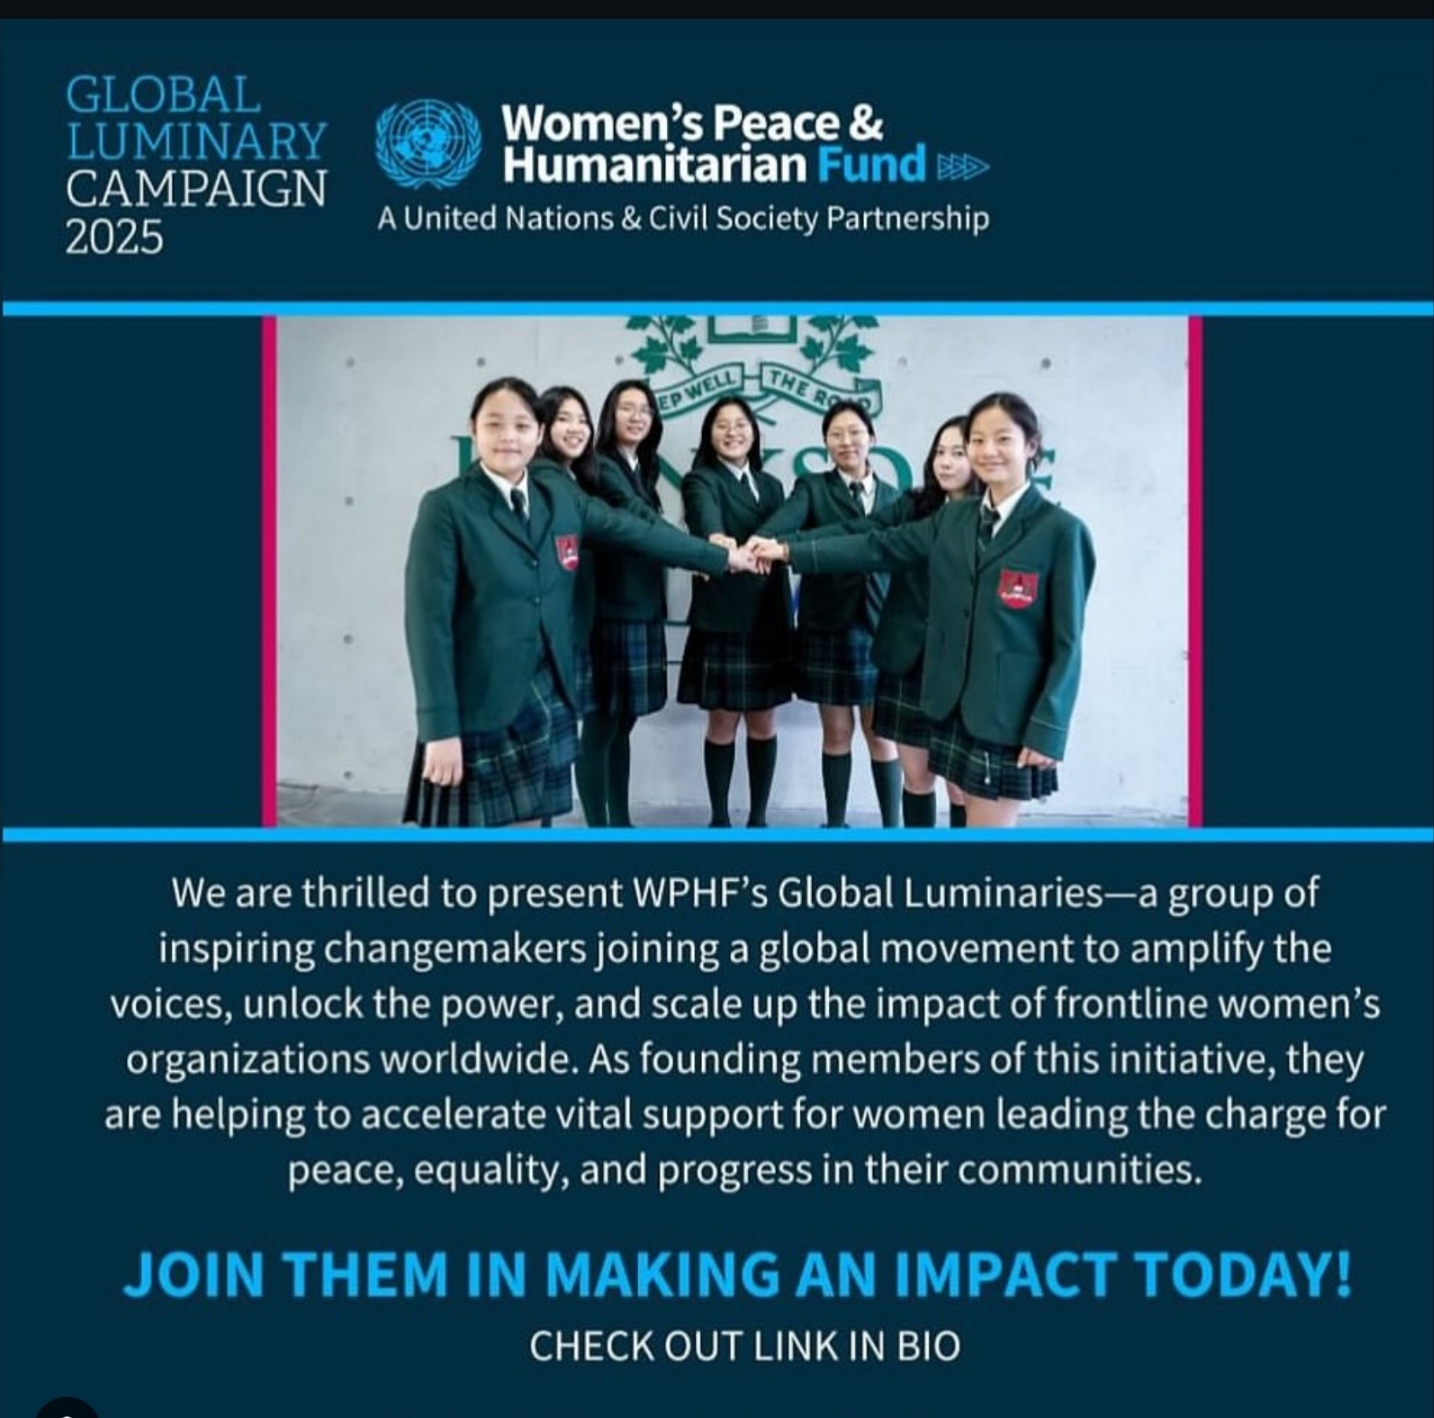 GLOBAL
LUMINARY
CAMPAIGN
2025
Women's Peace &
Humanitarian Fund
A United Nations & Civil Society Partnership
EP WELL THE ROAD
We are thrilled to present WPHF's Global Luminaries—a group of
inspiring changemakers joining a global movement to amplify the
voices, unlock the power, and scale up the impact of frontline women's
organizations worldwide. As founding members of this initiative, they
are helping to accelerate vital support for women leading the charge for
peace, equality, and progress in their communities.
JOIN THEM IN MAKING AN IMPACT TODAY!
CHECK OUT LINK IN BIO